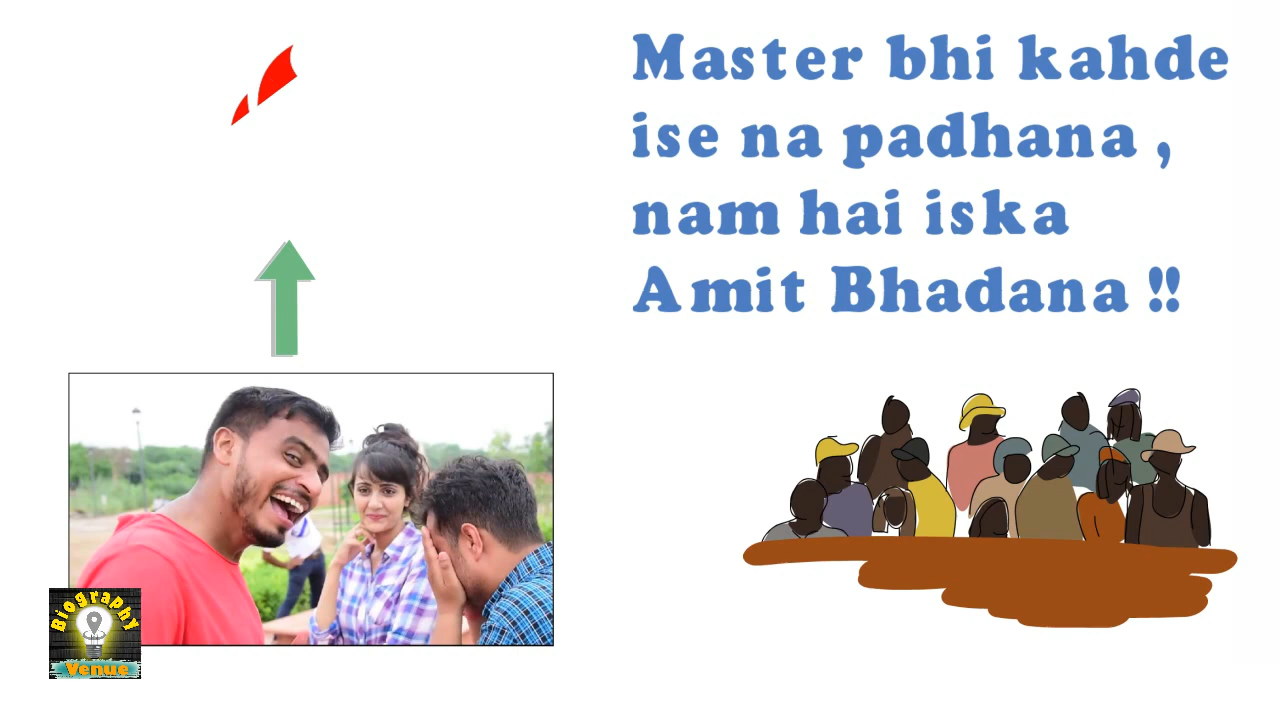 Master bhi kahde
ise na padhana ,
nam hai iska
Amit Bhadana !!
Biography
Venue